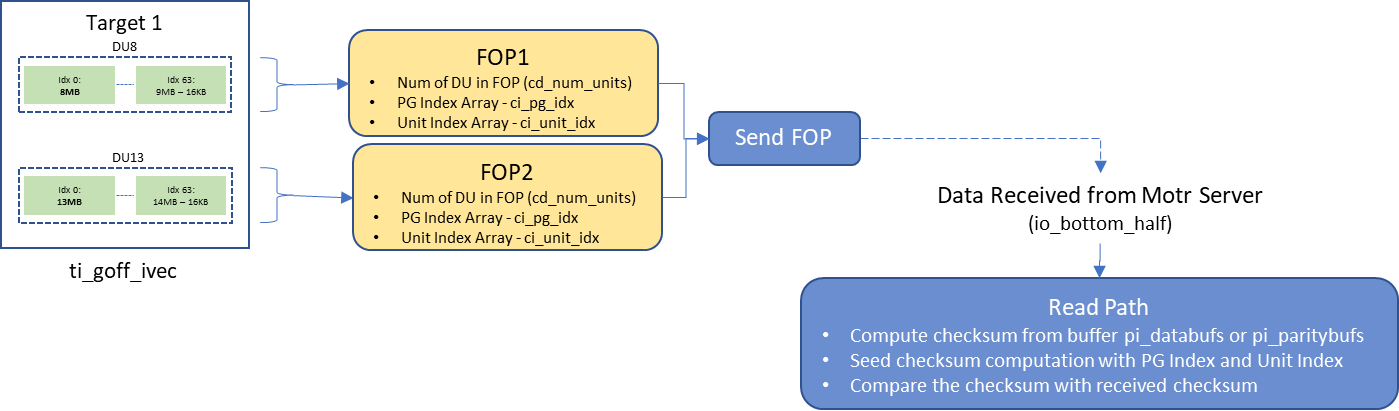 Target 1
DU8
Idx 0:
8MB
Idx 63:
9MB – 16KB
DU13
Idx 0:
13MB
Idx 63:
14MB – 16KB
ti_goff_ivec
FOP1
• Num of DU in FOP (cd_num_units)
• PG Index Array - ci_pg_idx
• Unit Index Array - ci_unit_idx
FOP2
• Num of DU in FOP (cd_num_units)
• PG Index Array - ci_pg_idx
• Unit Index Array - ci_unit_idx
Send FOP
Data Received from Motr Server
(io_bottom_half)
Read Path
• Compute checksum from buffer pi_databufs or pi_paritybufs
• Seed checksum computation with PG Index and Unit Index
• Compare the checksum with received checksum